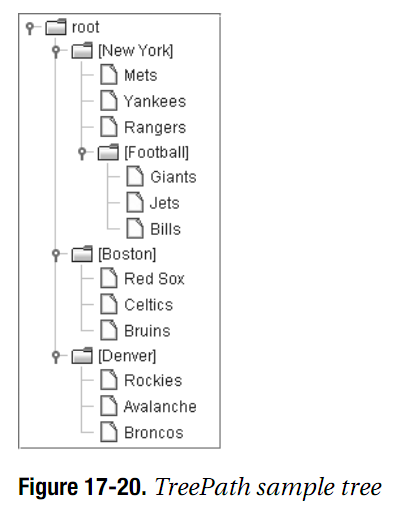 root
[New York]
Mets
Yankees
Rangers
[Football]
Giants
Jets
Bills
[Boston]
Red Sox
Celtics
Bruins
[Denver]
Rockies
Avalanche
Broncos
Figure 17-20. TreePath sample tree